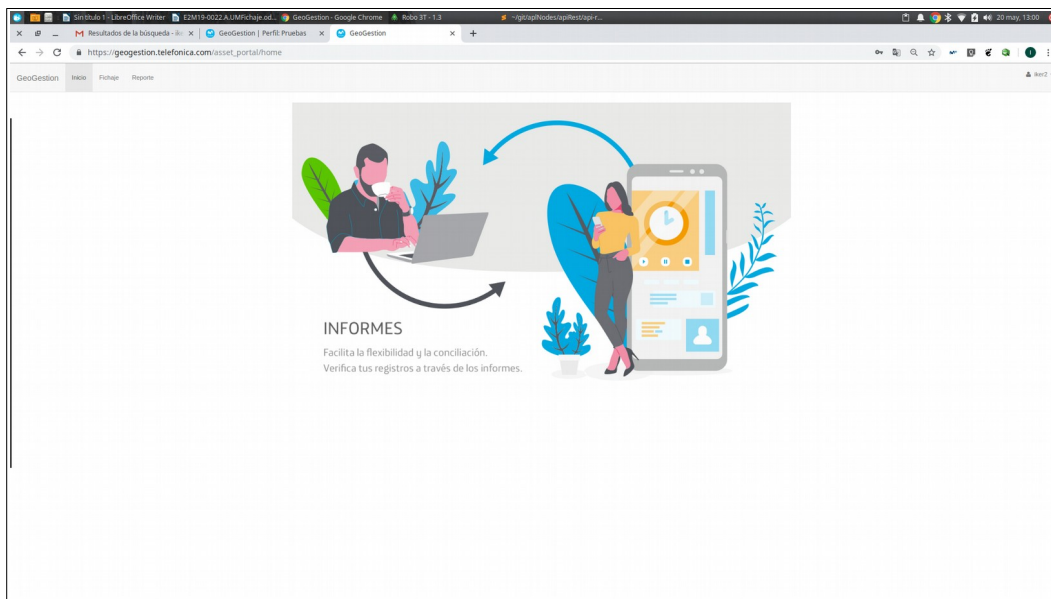 Sin título 1 - LibreOffice Writer
E2M19-0022.A.UMFichaje.od...
GeoGestion - Google Chrome
Robo 3T - 1.3
~/git/aplNodes/apiRest/api-r...
20 may, 13:00
Resultados de la búsqueda - ik
GeoGestion | Perfil: Pruebas
GeoGestion
https://geogestion.telefonica.com/asset_portal/home
GeoGestion Inicio Fichaje Reporte
iker2
INFORMES
Facilita la flexibilidad y la conciliación.
Verifica tus registros a través de los informes.